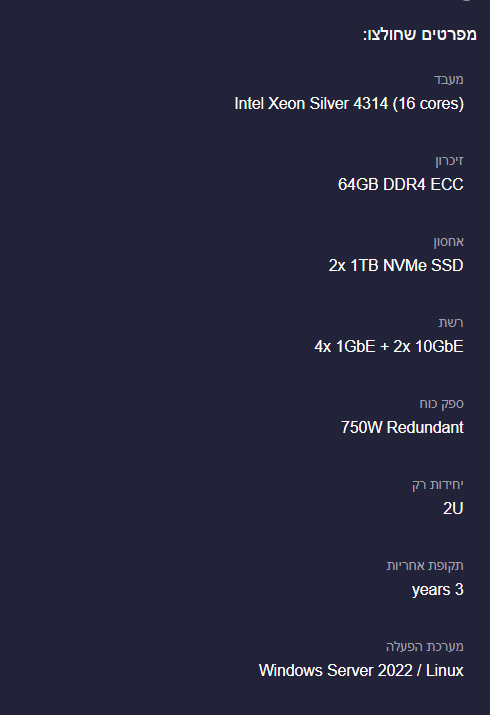 מפרטים שחולצו:
מעבד
Intel Xeon Silver 4314 (16 cores)
זיכרון
64GB DDR4 ECC
אחסון
2x 1TB NVMe SSD
רשת
4x 1GbE + 2x 10GbE
ספק כוח
750W Redundant
יחידות רק
2U
תקופת אחריות
years 3
מערכת הפעלה
Windows Server 2022 / Linux